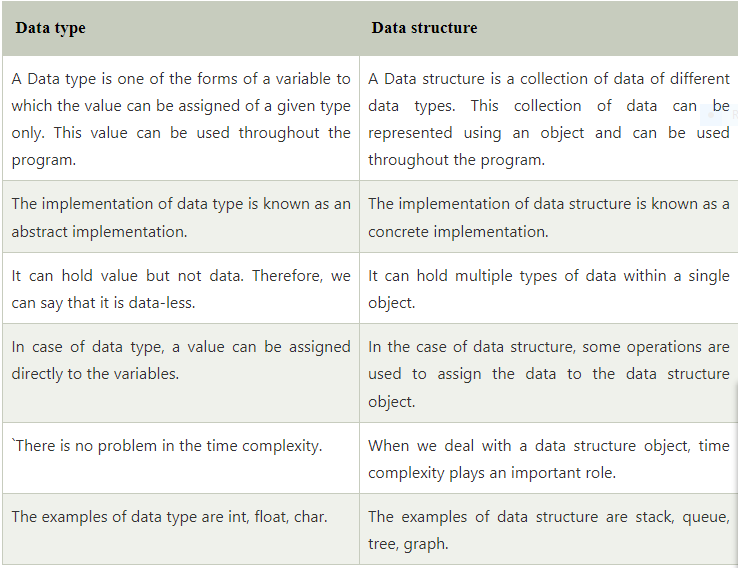 Data type
Data structure
A Data type is one of the forms of a variable to
which the value can be assigned of a given type
only. This value can be used throughout the
program.
A Data structure is a collection of data of different
data types. This collection of data can be
represented using an object and can be used
throughout the program.
The implementation of data type is known as an
abstract implementation.
The implementation of data structure is known as a
concrete implementation.
It can hold value but not data. Therefore, we
can say that it is data-less.
It can hold multiple types of data within a single
object.
In case of data type, a value can be assigned
directly to the variables.
In the case of data structure, some operations are
used to assign the data to the data structure
object.
`There is no problem in the time complexity.
When we deal with a data structure object, time
complexity plays an important role.
The examples of data type are int, float, char.
The examples of data structure are stack, queue,
tree, graph.